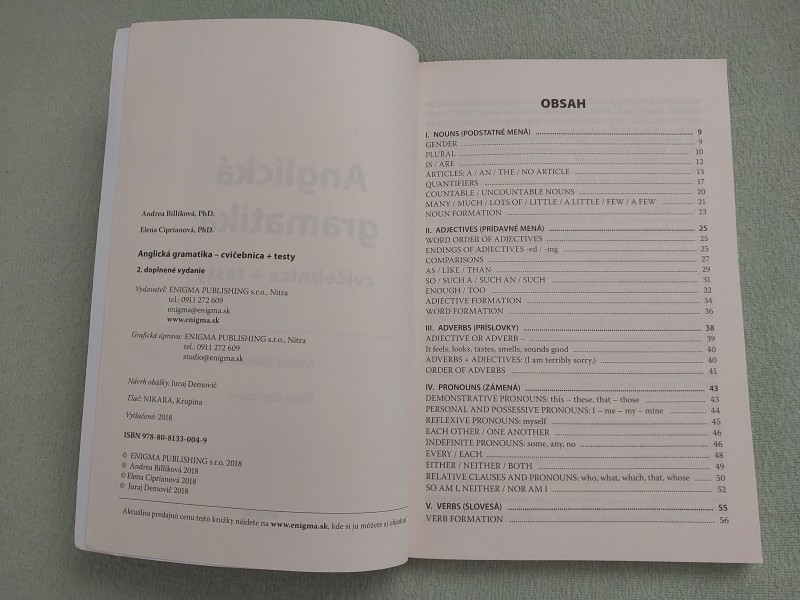 Andrea Billíková, PhD.
Elena Ciprianová, PhD.
Anglická gramatika – cvičebnica + testy
2. doplnené vydanie
Vydavateľ: ENIGMA PUBLISHING s.r.o., Nitra
tel.: 0911 272 609
enigma@enigma.sk
www.enigma.sk
Grafická úprava: ENIGMA PUBLISHING s.r.o., Nitra
tel.: 0911 272 609
studio@enigma.sk
Návrh obálky: Juraj Demovič
Tlač: NIKARA, Krupina
Vytlačené: 2018
ISBN 978-80-8133-004-9
© ENIGMA PUBLISHING s.r.o. 2018
© Andrea Billíková 2018
© Elena Ciprianová 2018
© Juraj Demovič 2018
Aktuálnu predajnú cenu tejto knižky nájdete na www.enigma.sk, kde si ju môžete aj objednať
OBSAH
I. NOUNS (PODSTATNÉ MENÁ) 9
GENDER 9
PLURAL 10
IS / ARE 12
ARTICLES: A / AN / THE / NO ARTICLE 13
QUANTIFIERS 17
COUNTABLE / UNCOUNTABLE NOUNS 20
MANY / MUCH / LOTS OF / LITTLE / A LITTLE / FEW / A FEW 21
NOUN FORMATION 23
II. ADJECTIVES (PRÍDAVNÉ MENÁ) 25
WORD ORDER OF ADJECTIVES 25
ENDINGS OF ADJECTIVES -ed / -ing 25
COMPARISONS 27
AS / LIKE / THAN 29
SO / SUCH A / SUCH AN / SUCH 31
ENOUGH / TOO 32
ADJECTIVE FORMATION 34
WORD FORMATION 36
III. ADVERBS (PRÍSLOVKY) 38
ADJECTIVE OR ADVERB – 39
It feels, looks, tastes, smells, sounds good 40
ADVERBS + ADJECTIVES: (I am terribly sorry.) 40
ORDER OF ADVERBS 41
IV. PRONOUNS (ZÁMENÁ) 43
DEMONSTRATIVE PRONOUNS: this – these, that – those 43
PERSONAL AND POSSESSIVE PRONOUNS: I – me – my – mine 44
REFLEXIVE PRONOUNS: myself 45
EACH OTHER / ONE ANOTHER 46
INDEFINITE PRONOUNS: some, any, no 46
EVERY / EACH 48
EITHER / NEITHER / BOTH 49
RELATIVE CLAUSES AND PRONOUNS: who, what, which, that, whose 50
SO AM I, NEITHER / NOR AM I 52
V. VERBS (SLOVESÁ) 55
VERB FORMATION 56